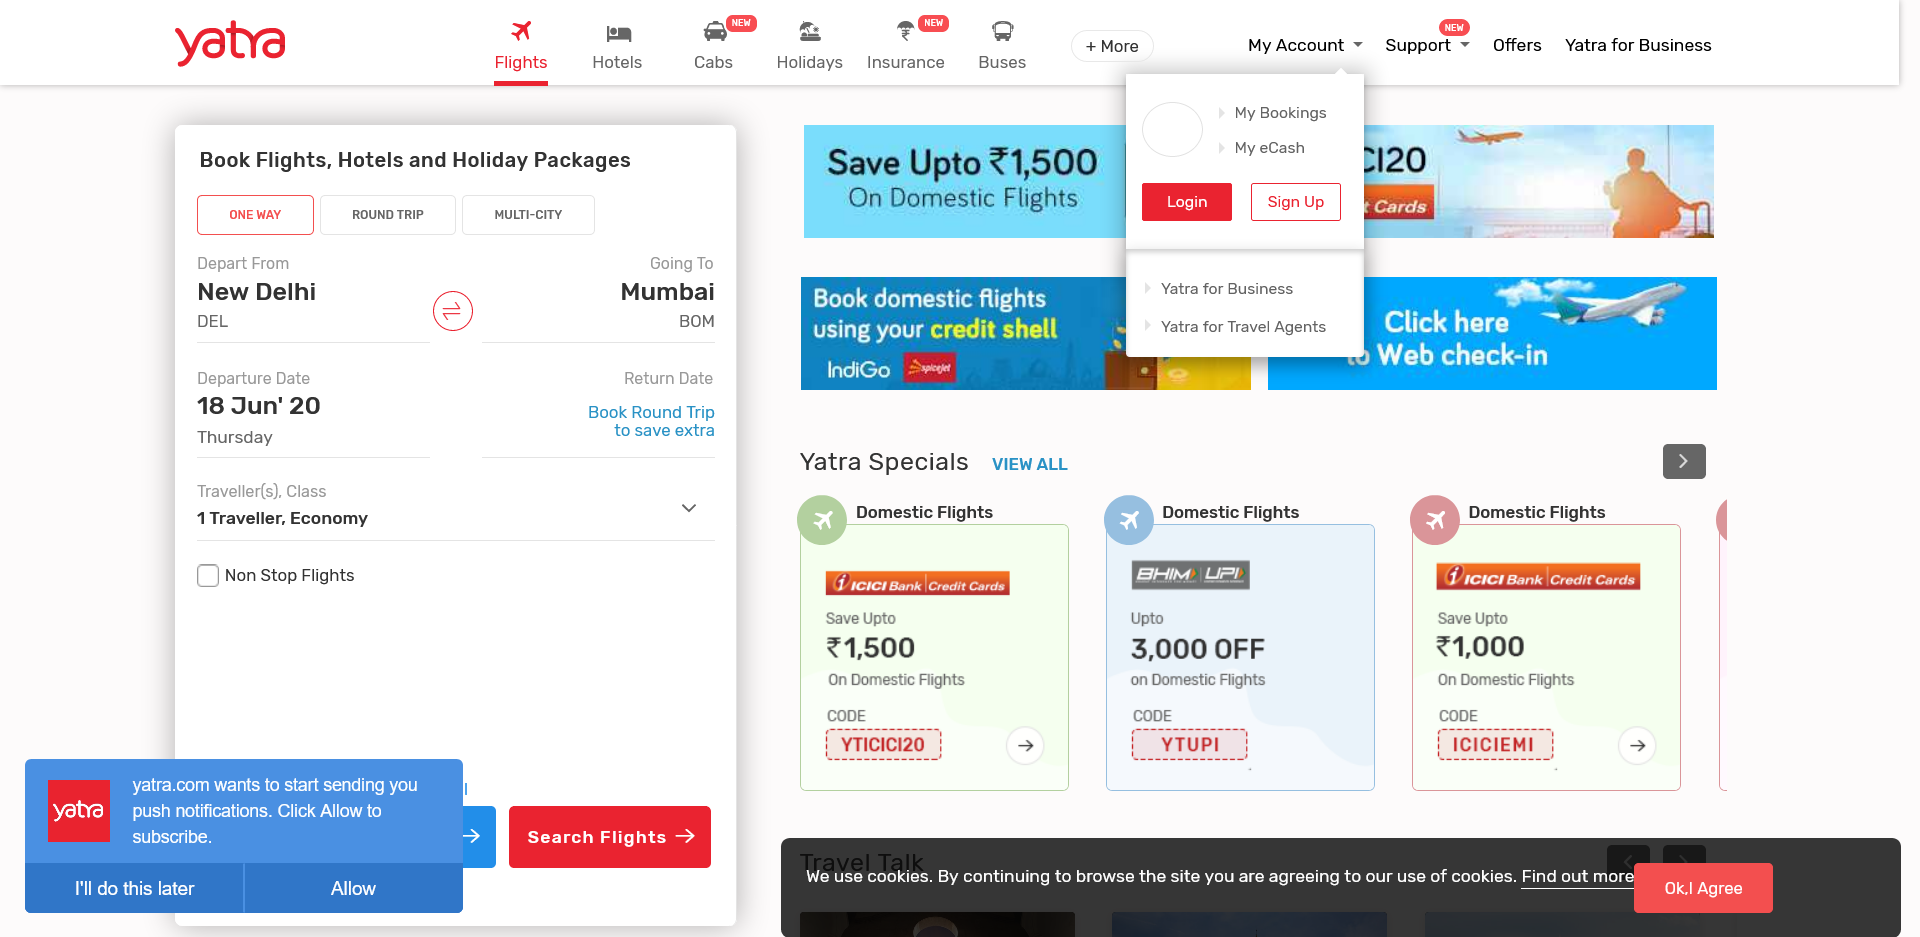 yatra
Flights
Hotels
NEW
Cabs
Holidays
NEW
Insurance
Buses
+ More
My Account
NEW
Support
Offers
Yatra for Business
My Bookings
My eCash
Login
Sign Up
Yatra for Business
Yatra for Travel Agents
Book Flights, Hotels and Holiday Packages
ONE WAY
ROUND TRIP
MULTI-CITY
Depart From
New Delhi
DEL
Going To
Mumbai
BOM
Departure Date
18 Jun' 20
Thursday
Return Date
Book Round Trip
to save extra
Traveller(s), Class
1 Traveller, Economy
Non Stop Flights
Search Flights
Save Upto ₹1,500
On Domestic Flights
CI20
Cards
Book domestic flights
using your credit shell
IndiGo
spicejet
Click here
to Web check-in
Yatra Specials
VIEW ALL
Domestic Flights
ICICI Bank Credit Cards
Save Upto
₹1,500
On Domestic Flights
CODE
YTICICI20
Domestic Flights
BHIM UPI
Upto
3,000 OFF
on Domestic Flights
CODE
YTUPI
Domestic Flights
ICICI Bank Credit Cards
Save Upto
₹1,000
On Domestic Flights
CODE
ICICIEMI
yatra
yatra.com wants to start sending you
push notifications. Click Allow to
subscribe.
I'll do this later
Allow
Travel Talk
We use cookies. By continuing to browse the site you are agreeing to our use of cookies. Find out more
Ok,I Agree